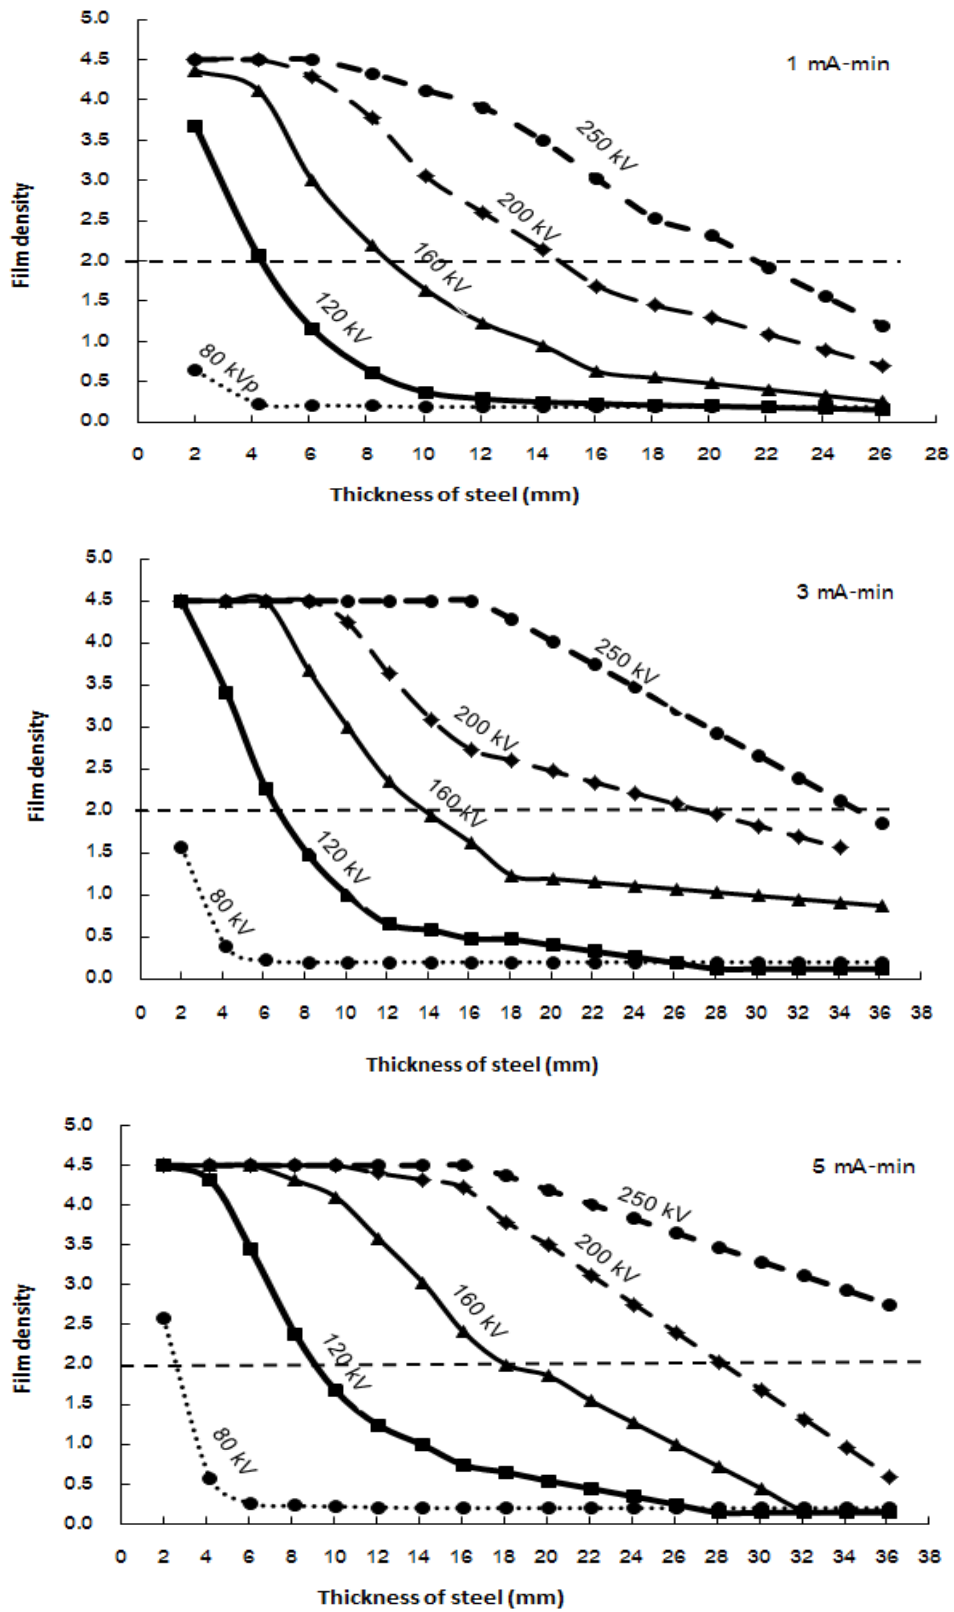 5.0
4.5
4.0
3.5
3.0
2.5
2.0
1.5
1.0
0.5
0.0
Film density
1 mA-min
250 kV
200 kV
160 kV
120 kV
80 kVp
0 2 4 6 8 10 12 14 16 18 20 22 24 26 28
Thickness of steel (mm)
5.0
4.5
4.0
3.5
3.0
2.5
2.0
1.5
1.0
0.5
0.0
Film density
3 mA-min
250 kV
200 kV
160 kV
120 kV
80 kV
0 2 4 6 8 10 12 14 16 18 20 22 24 26 28 30 32 34 36 38
Thickness of steel (mm)
5.0
4.5
4.0
3.5
3.0
2.5
2.0
1.5
1.0
0.5
0.0
Film density
5 mA-min
250 kV
200 kV
160 kV
120 kV
80 kV
0 2 4 6 8 10 12 14 16 18 20 22 24 26 28 30 32 34 36 38
Thickness of steel (mm)